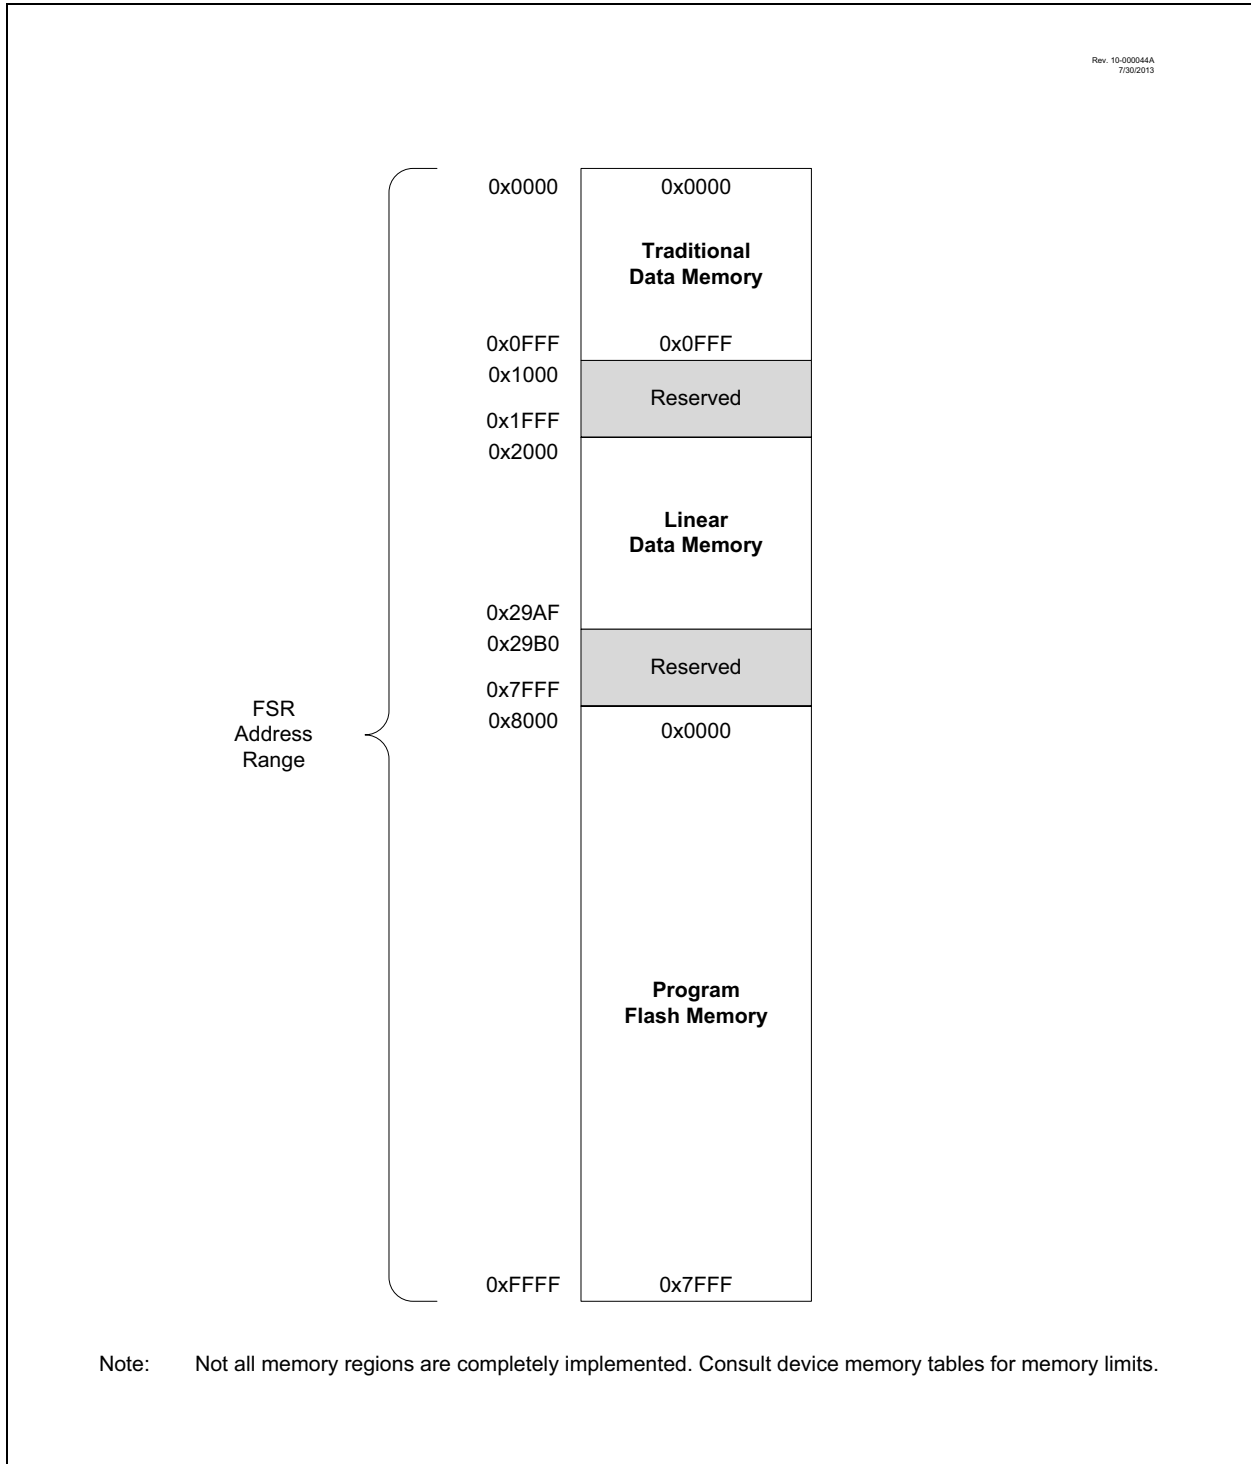 Rev. 10-000044A
7/30/2013
0x0000 0x0000
Traditional
Data Memory
0x0FFF 0x0FFF
0x1000
Reserved
0x1FFF
0x2000
Linear
Data Memory
0x29AF
0x29B0
Reserved
0x7FFF
FSR
Address
Range
0x8000 0x0000
Program
Flash Memory
0xFFFF 0x7FFF
Note: Not all memory regions are completely implemented. Consult device memory tables for memory limits.